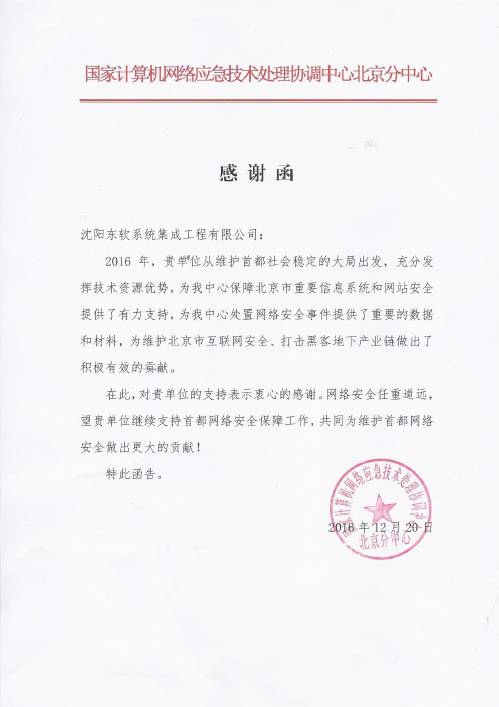 国家计算机网络应急技术处理协调中心北京分中心
感谢函
沈阳东软系统集成工程有限公司：
2016 年，贵单位从维护首都社会稳定的大局出发，充分发
挥技术资源优势，为我中心保障北京市重要信息系统和网站安全
提供了有力支持，为我中心处置网络安全事件提供了重要的数据
和材料，为维护北京市互联网安全、打击黑客地下产业链做出了
积极有效的贡献。
在此，对贵单位的支持表示衷心的感谢。网络安全任重道远，
望贵单位继续支持首都网络安全保障工作，共同为维护首都网络
安全做出更大的贡献！
特此函告。
国家计算机网络应急技术处理协调中心
2016 年 12 月 20 日
北京分中心